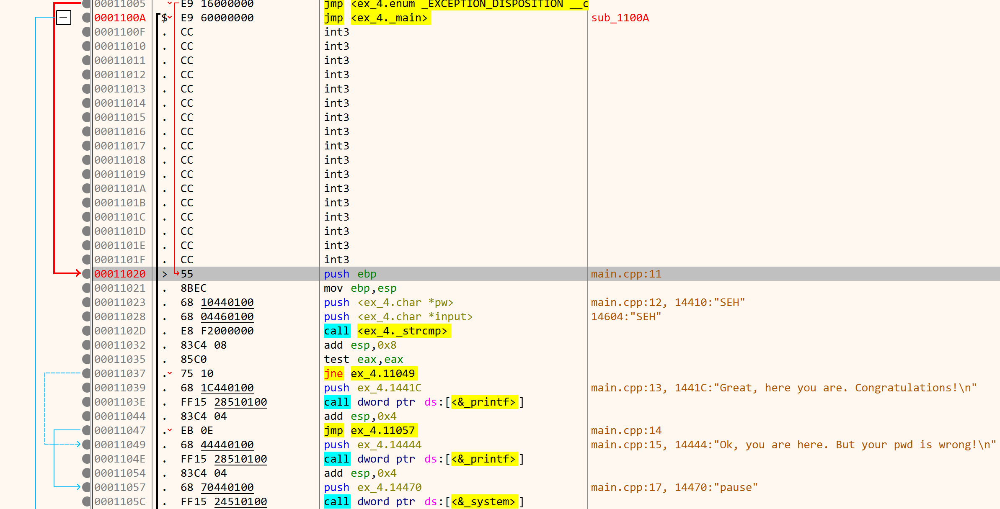 00011005 E9 16000000 jmp <ex_4.enum _EXCEPTION_DISPOSITION __c
0001100A $ E9 60000000 jmp <ex_4._main> sub_1100A
0001100F . CC int3
00011010 . CC int3
00011011 . CC int3
00011012 . CC int3
00011013 . CC int3
00011014 . CC int3
00011015 . CC int3
00011016 . CC int3
00011017 . CC int3
00011018 . CC int3
00011019 . CC int3
0001101A . CC int3
0001101B . CC int3
0001101C . CC int3
0001101D . CC int3
0001101E . CC int3
0001101F . CC int3
00011020 > 55 push ebp main.cpp:11
00011021 . 8BEC mov ebp,esp
00011023 . 68 10440100 push <ex_4.char *pw> main.cpp:12, 14410:"SEH"
00011028 . 68 04460100 push <ex_4.char *input> 14604:"SEH"
0001102D . E8 F2000000 call <ex_4._strcmp>
00011032 . 83C4 08 add esp,0x8
00011035 . 85C0 test eax,eax
00011037 . 75 10 jne ex_4.11049
00011039 . 68 1C440100 push ex_4.1441C main.cpp:13, 1441C:"Great, here you are. Congratulations!\n"
0001103E . FF15 28510100 call dword ptr ds:[<&_printf>]
00011044 . 83C4 04 add esp,0x4
00011047 . EB 0E jmp ex_4.11057 main.cpp:14
00011049 . 68 44440100 push ex_4.14444 main.cpp:15, 14444:"Ok, you are here. But your pwd is wrong!\n"
0001104E . FF15 28510100 call dword ptr ds:[<&_printf>]
00011054 . 83C4 04 add esp,0x4
00011057 . 68 70440100 push ex_4.14470 main.cpp:17, 14470:"pause"
0001105C . FF15 24510100 call dword ptr ds:[<&_system>]